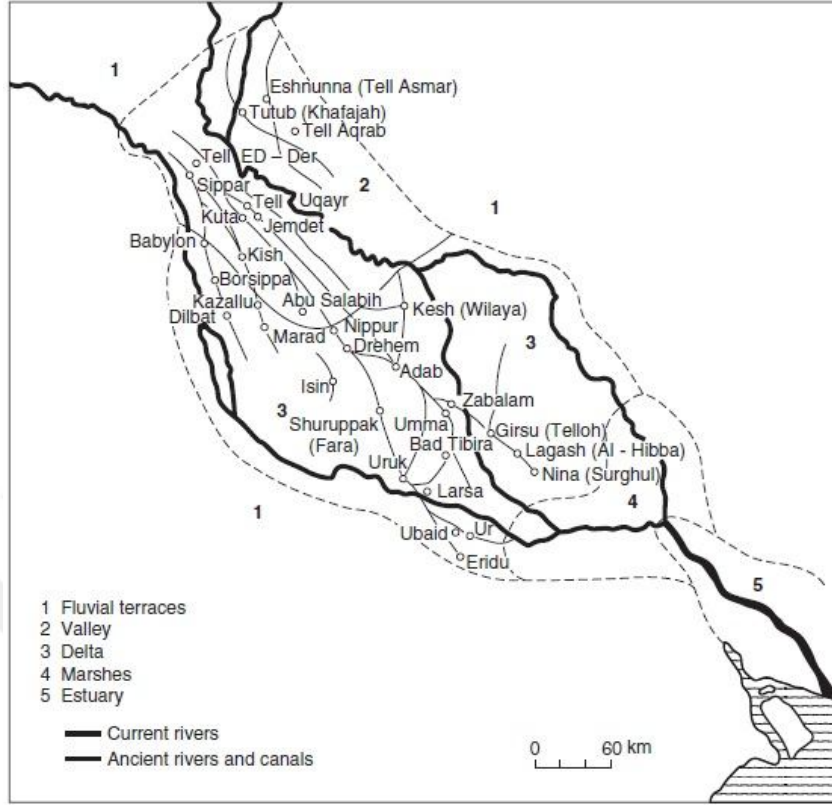 1
Eshnunna (Tell Asmar)
Tutub (Khafajah)
Tell Aqrab
Tell ED – Der
2
Sippar
Tell Uqayr
1
Kuta
Jemdet
Babylon
Kish
Borsippa
Kazallu
Abu Salabih
Kesh (Wilaya)
Dilbat
Marad
Nippur
3
Drehem
Adab
Isin
Zabalam
3
Shuruppak
(Fara)
Umma
Girsu (Telloh)
Bad Tibira
Lagash (Al - Hibba)
Uruk
Nina (Surghul)
Larsa
4
1
Ubaid
Ur
Eridu
5
1 Fluvial terraces
2 Valley
3 Delta
4 Marshes
5 Estuary
Current rivers
Ancient rivers and canals
0 60 km